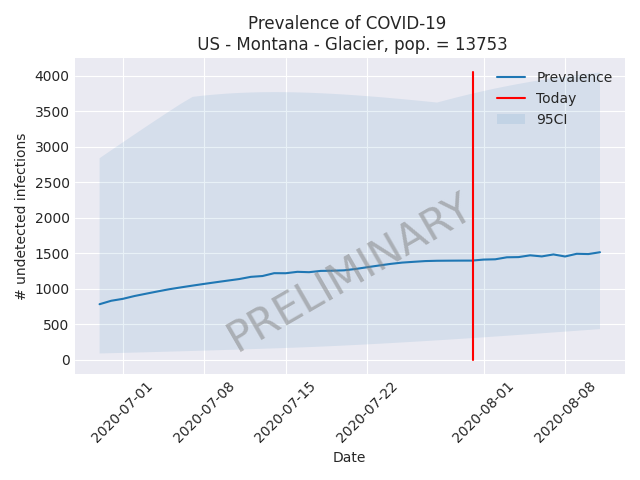 Prevalence of COVID-19
US - Montana - Glacier, pop. = 13753
4000
3500
3000
2500
2000
1500
1000
500
0
# undetected infections
Prevalence
Today
95CI
PRELIMINARY
2020-07-01
2020-07-08
2020-07-15
2020-07-22
2020-08-01
2020-08-08
Date